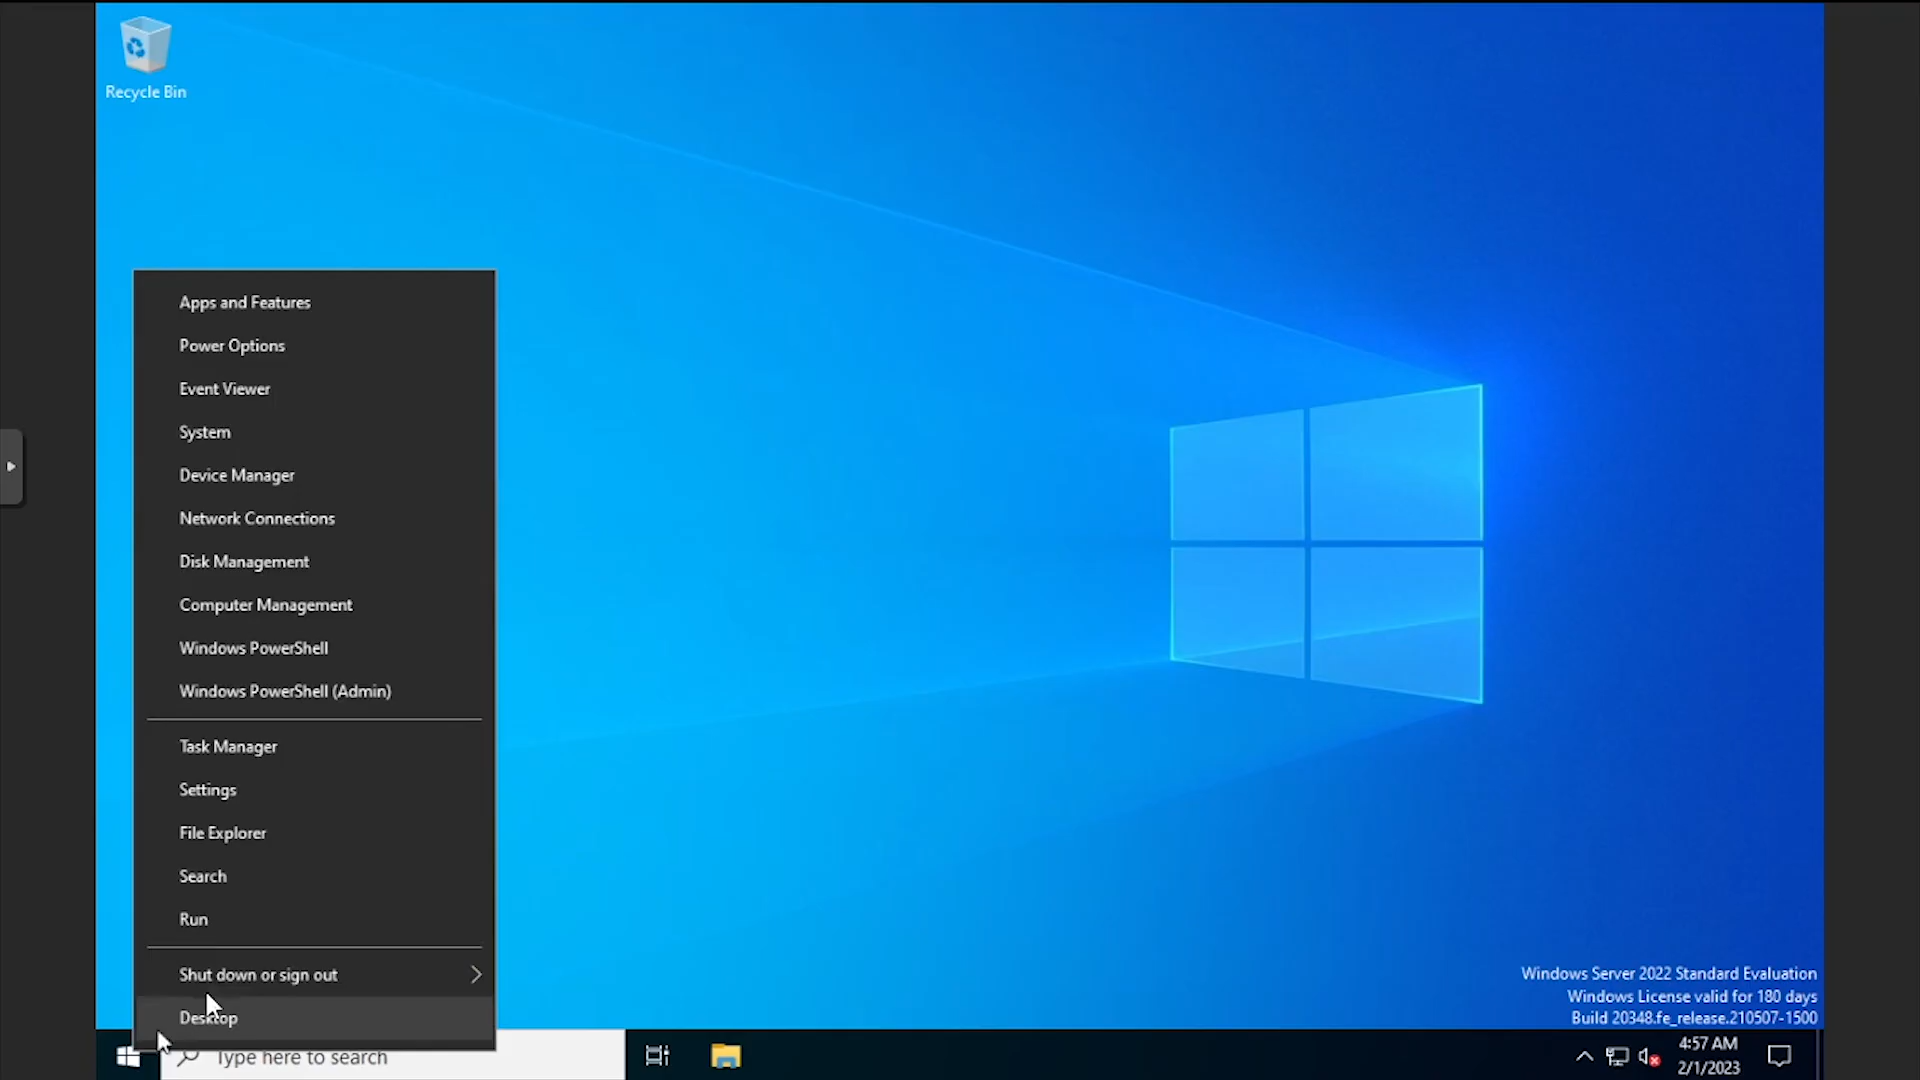 Recycle Bin
Apps and Features
Power Options
Event Viewer
System
Device Manager
Network Connections
Disk Management
Computer Management
Windows PowerShell
Windows PowerShell (Admin)
Task Manager
Settings
File Explorer
Search
Run
Shut down or sign out
Desktop
Windows Server 2022 Standard Evaluation
Windows License valid for 180 days
Build 20348.fe_release.210507-1500
Type here to search
4:57 AM
2/1/2023